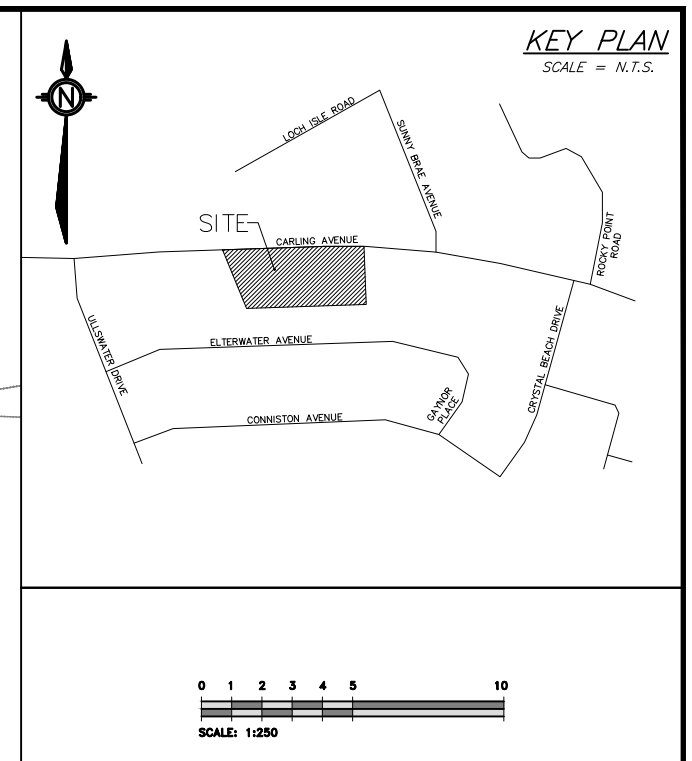 KEY PLAN
SCALE = N.T.S.
N
LOCH ISLE ROAD
SUNNY BRAE AVENUE
ROCKY POINT
ROAD
SITE
CARLING AVENUE
ULLSWATER DRIVE
ELTERWATER AVENUE
CRYSTAL BEACH DRIVE
GAYNOR
PLACE
CONNISTON AVENUE
0 1 2 3 4 5 10
SCALE: 1:250